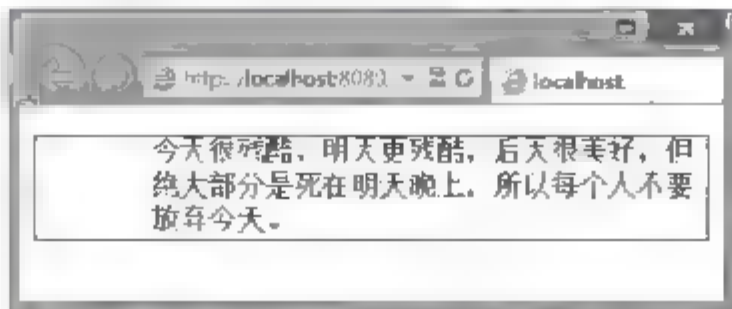 http://localhost:8080
localhost
今天很残酷，明天更残酷，后天很美好，但
绝大部分是死在明天晚上，所以每个人不要
放弃今天。